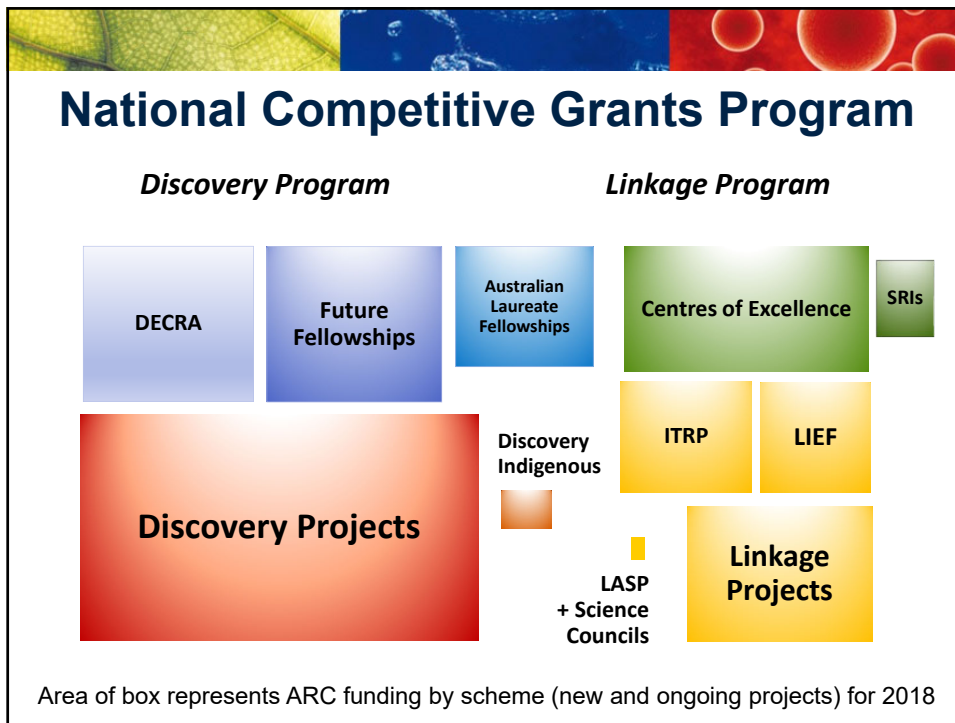 National Competitive Grants Program
Discovery Program
Linkage Program
DECRA
Future
Fellowships
Australian
Laureate
Fellowships
Centres of Excellence
SRIs
Discovery Projects
Discovery
Indigenous
ITRP
LIEF
LASP
+ Science
Councils
Linkage
Projects
Area of box represents ARC funding by scheme (new and ongoing projects) for 2018